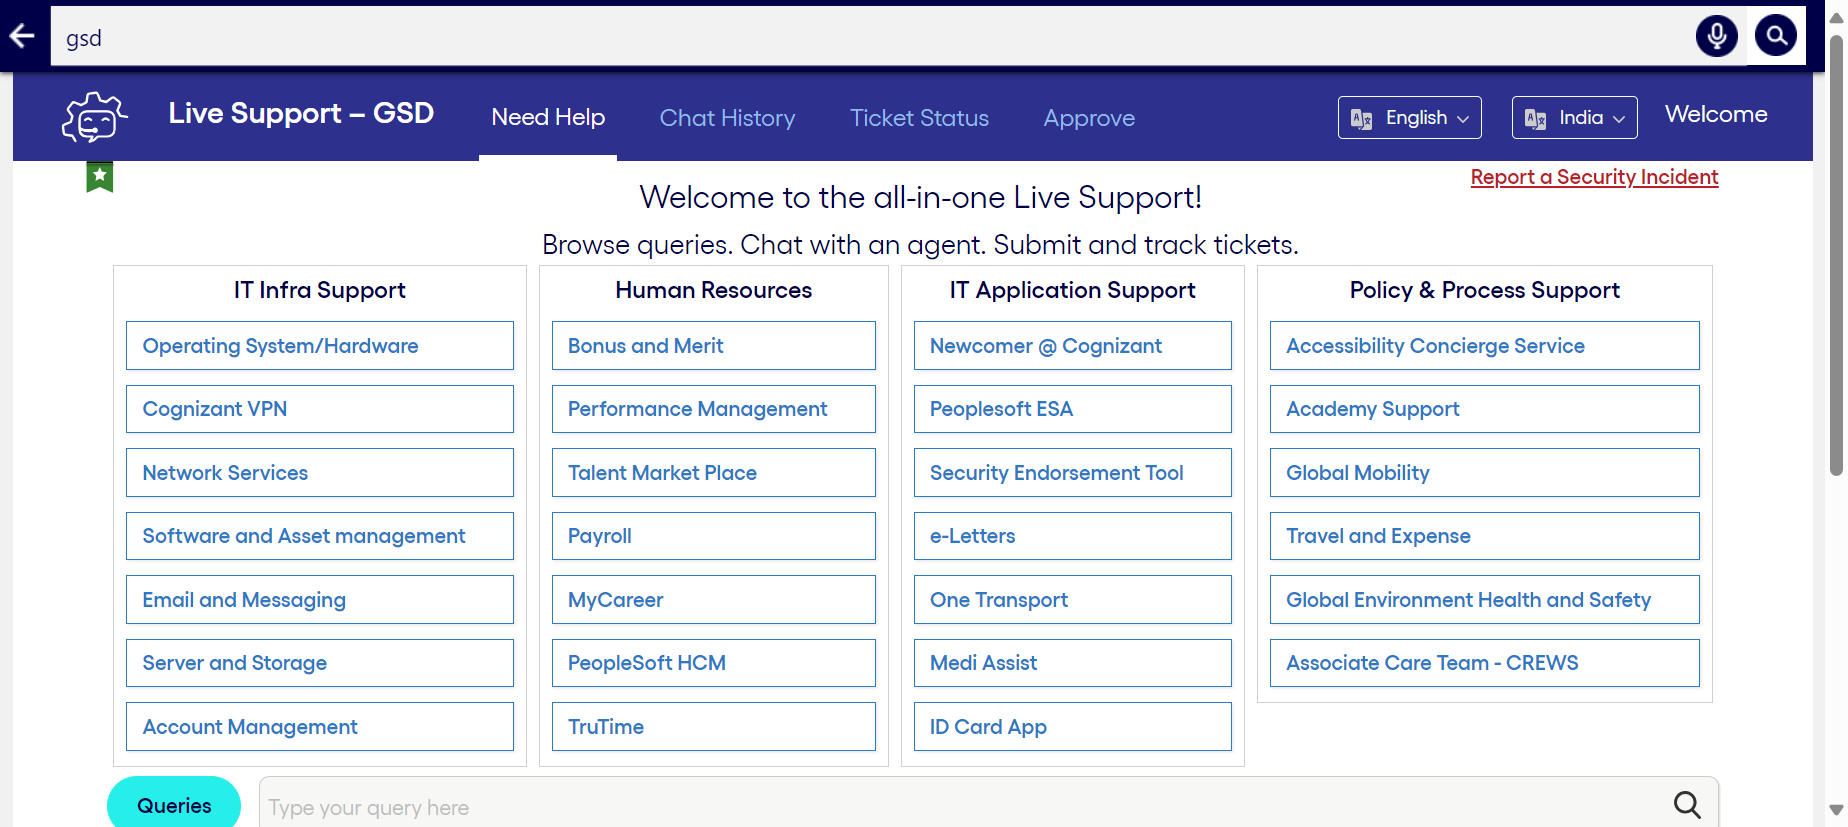 gsd
Live Support – GSD
Need Help
Chat History
Ticket Status
Approve
English
India
Welcome
Report a Security Incident
Welcome to the all-in-one Live Support!
Browse queries. Chat with an agent. Submit and track tickets.
IT Infra Support
Operating System/Hardware
Cognizant VPN
Network Services
Software and Asset management
Email and Messaging
Server and Storage
Account Management
Human Resources
Bonus and Merit
Performance Management
Talent Market Place
Payroll
MyCareer
PeopleSoft HCM
TruTime
IT Application Support
Newcomer @ Cognizant
Peoplesoft ESA
Security Endorsement Tool
e-Letters
One Transport
Medi Assist
ID Card App
Policy & Process Support
Accessibility Concierge Service
Academy Support
Global Mobility
Travel and Expense
Global Environment Health and Safety
Associate Care Team - CREWS
Queries
Type your query here